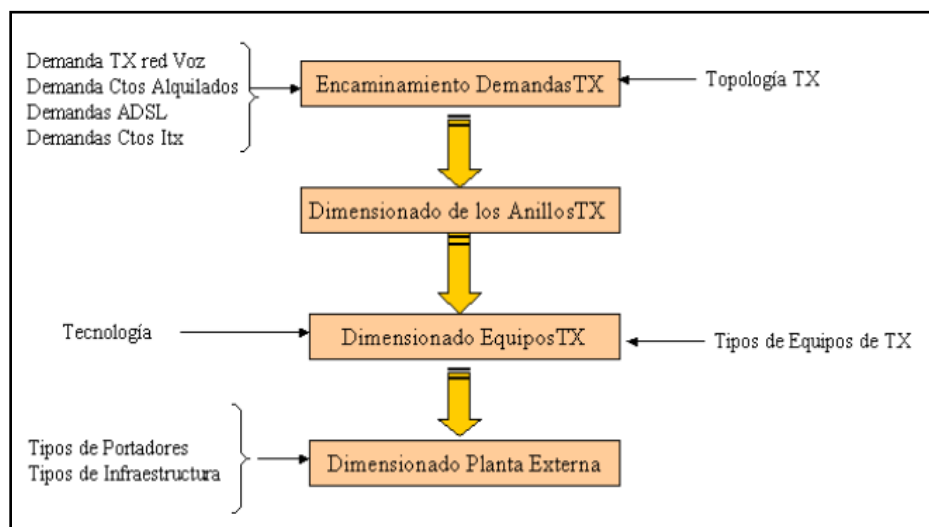 Demanda TX red Voz
Demanda Ctos Alquilados
Demandas ADSL
Demandas Ctos Itx
Encaminamiento DemandasTX
Topología TX
Dimensionado de los AnillosTX
Tecnología
Dimensionado EquiposTX
Tipos de Equipos de TX
Tipos de Portadores
Tipos de Infraestructura
Dimensionado Planta Externa